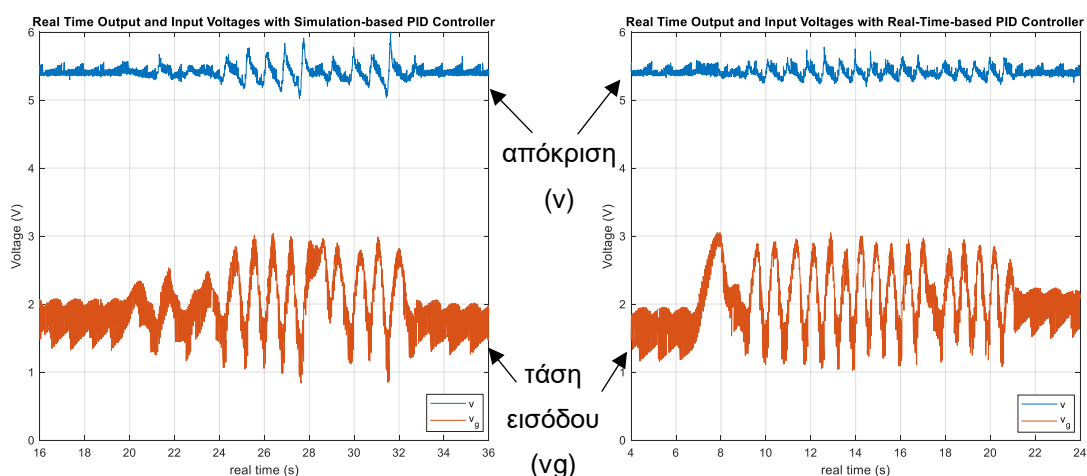 Real Time Output and Input Voltages with Simulation-based PID Controller
6
5
4
3
2
1
0
Voltage (V)
16 18 20 22 24 26 28 30 32 34 36
real time (s)
v
v_g
απόκριση
(v)
τάση
εισόδου
(vg)
Real Time Output and Input Voltages with Real-Time-based PID Controller
6
5
4
3
2
1
0
Voltage (V)
4 6 8 10 12 14 16 18 20 22 24
real time (s)
v
v_g